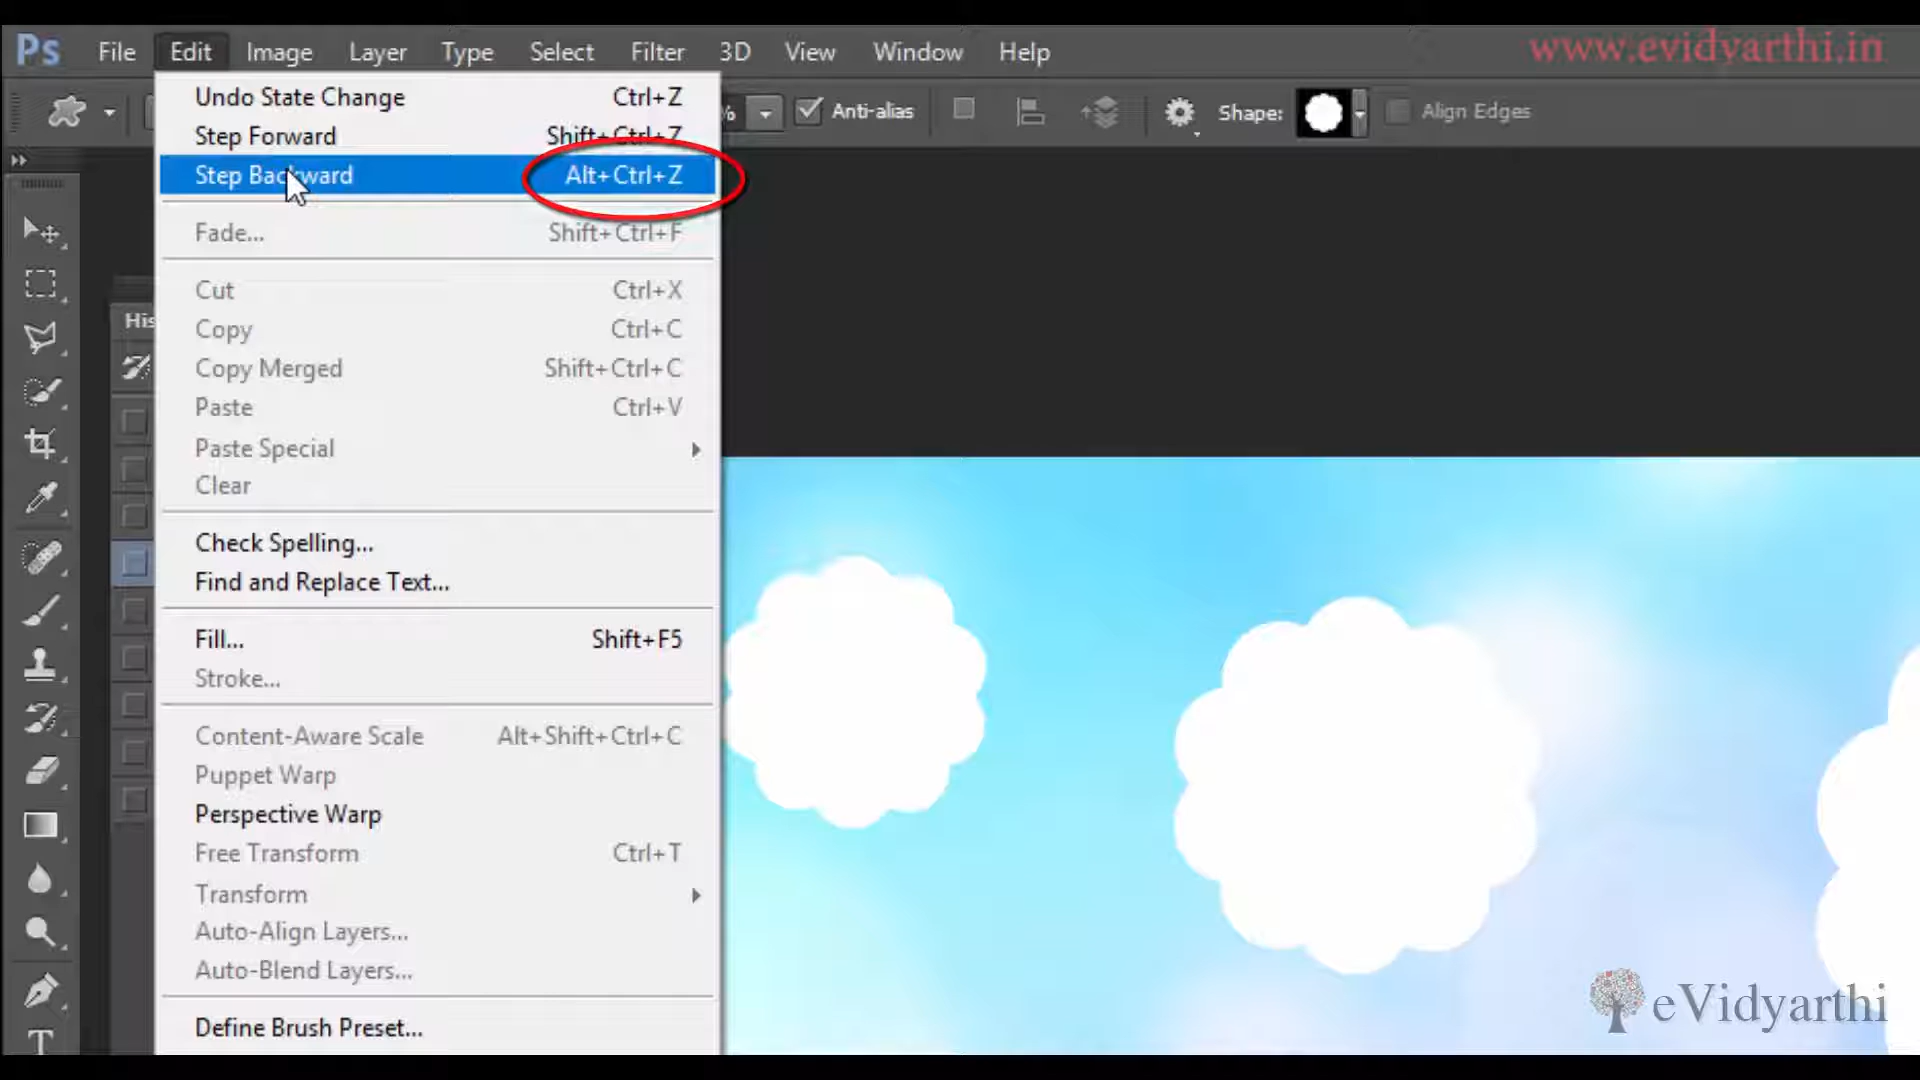 Ps File Edit Image Layer Type Select Filter 3D View Window Help
www.evidyarthi.in
% Anti-alias Shape: Align Edges
Undo State Change Ctrl+Z
Step Forward Shift+Ctrl+Z
Step Backward Alt+Ctrl+Z
Fade... Shift+Ctrl+F
Cut Ctrl+X
His
Copy Ctrl+C
Copy Merged Shift+Ctrl+C
Paste Ctrl+V
Paste Special
Clear
Check Spelling...
Find and Replace Text...
Fill... Shift+F5
Stroke...
Content-Aware Scale Alt+Shift+Ctrl+C
Puppet Warp
Perspective Warp
Free Transform Ctrl+T
Transform
Auto-Align Layers...
Auto-Blend Layers...
Define Brush Preset...
eVidyarthi